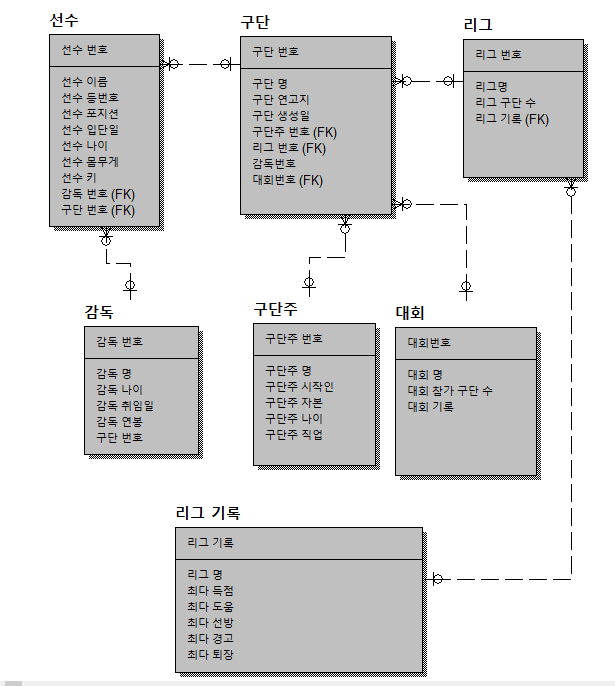 선수
선수 번호
선수 이름
선수 등번호
선수 포지션
선수 입단일
선수 나이
선수 몸무게
선수 키
감독 번호 (FK)
구단 번호 (FK)
구단
구단 번호
구단 명
구단 연고지
구단 생성일
구단주 번호 (FK)
리그 번호 (FK)
감독번호
대회번호 (FK)
리그
리그 번호
리그명
리그 구단 수
리그 기록 (FK)
감독
감독 번호
감독 명
감독 나이
감독 취임일
감독 연봉
구단 번호
구단주
구단주 번호
구단주 명
구단주 시작인
구단주 자본
구단주 나이
구단주 직업
대회
대회번호
대회 명
대회 참가 구단 수
대회 기록
리그 기록
리그 기록
리그 명
최다 득점
최다 도움
최다 선방
최다 경고
최다 퇴장